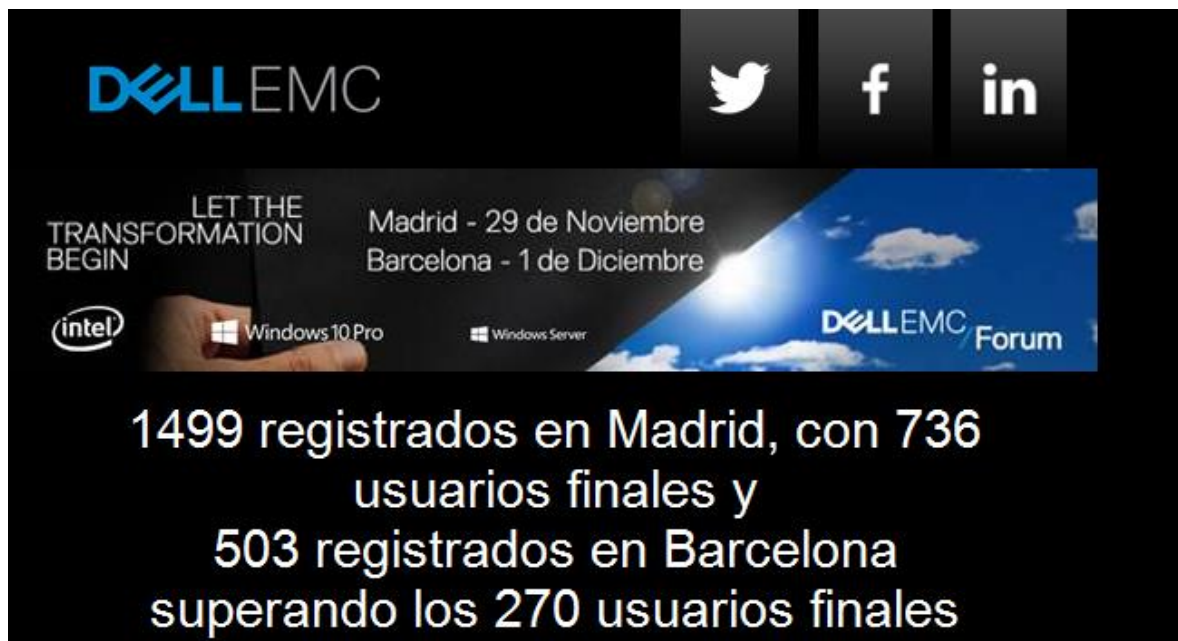 DELLEMC
f
in
LET THE
TRANSFORMATION
BEGIN
Madrid - 29 de Noviembre
Barcelona - 1 de Diciembre
intel
Windows 10 Pro
Windows Server
DELLEMC
Forum
1499 registrados en Madrid, con 736
usuarios finales y
503 registrados en Barcelona
superando los 270 usuarios finales